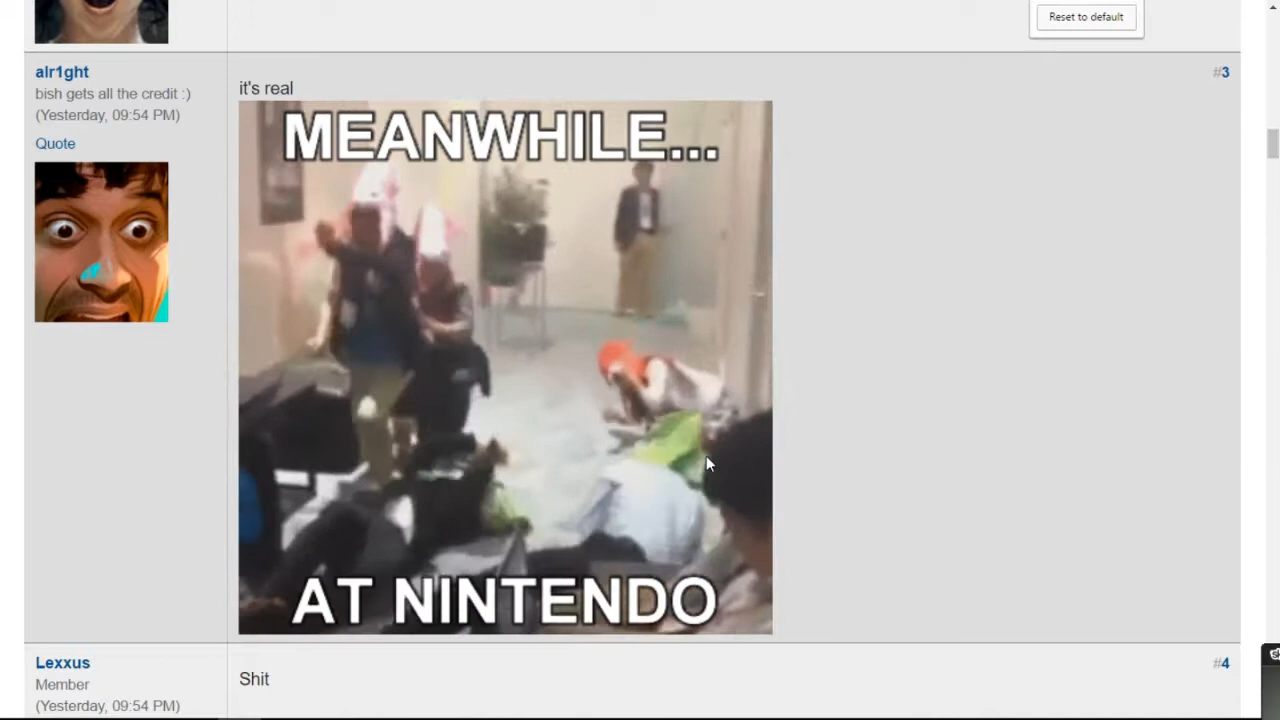 Reset to default
alr1ght
bish gets all the credit :)
(Yesterday, 09:54 PM)
Quote
#3
it's real
MEANWHILE...
AT NINTENDO
Lexxus
Member
(Yesterday, 09:54 PM)
#4
Shit